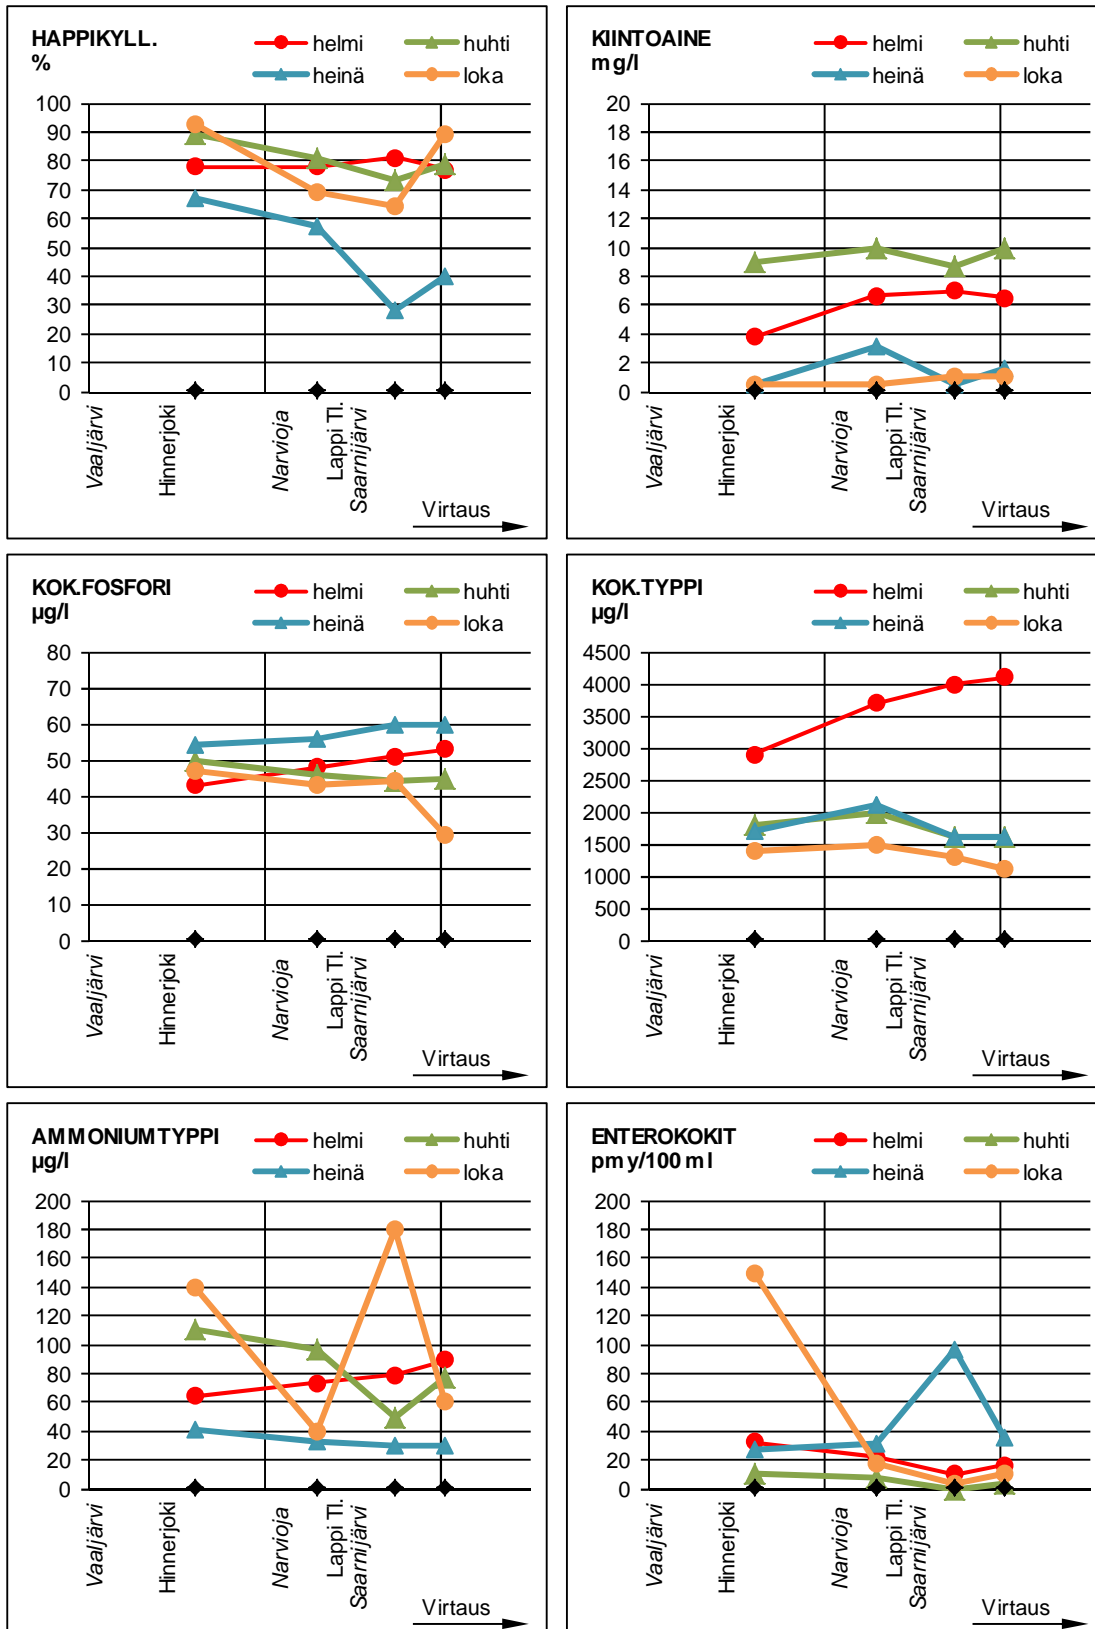 HAPPIKYLL.
%
helmi
huhti
heinä
loka
100
90
80
70
60
50
40
30
20
10
0
Vaaljärvi
Hinnerjoki
Narvioja
Lappi Tl.
Saarnijärvi
Virtaus
KIINTOAINE
mg/l
helmi
huhti
heinä
loka
20
18
16
14
12
10
8
6
4
2
0
Vaaljärvi
Hinnerjoki
Narvioja
Lappi Tl.
Saarnijärvi
Virtaus
KOK.FOSFORI
µg/l
helmi
huhti
heinä
loka
80
70
60
50
40
30
20
10
0
Vaaljärvi
Hinnerjoki
Narvioja
Lappi Tl.
Saarnijärvi
Virtaus
KOK.TYPPI
µg/l
helmi
huhti
heinä
loka
4500
4000
3500
3000
2500
2000
1500
1000
500
0
Vaaljärvi
Hinnerjoki
Narvioja
Lappi Tl.
Saarnijärvi
Virtaus
AMMONIUMTYPPI
µg/l
helmi
huhti
heinä
loka
200
180
160
140
120
100
80
60
40
20
0
Vaaljärvi
Hinnerjoki
Narvioja
Lappi Tl.
Saarnijärvi
Virtaus
ENTEROKOKIT
pmy/100 ml
helmi
huhti
heinä
loka
200
180
160
140
120
100
80
60
40
20
0
Vaaljärvi
Hinnerjoki
Narvioja
Lappi Tl.
Saarnijärvi
Virtaus